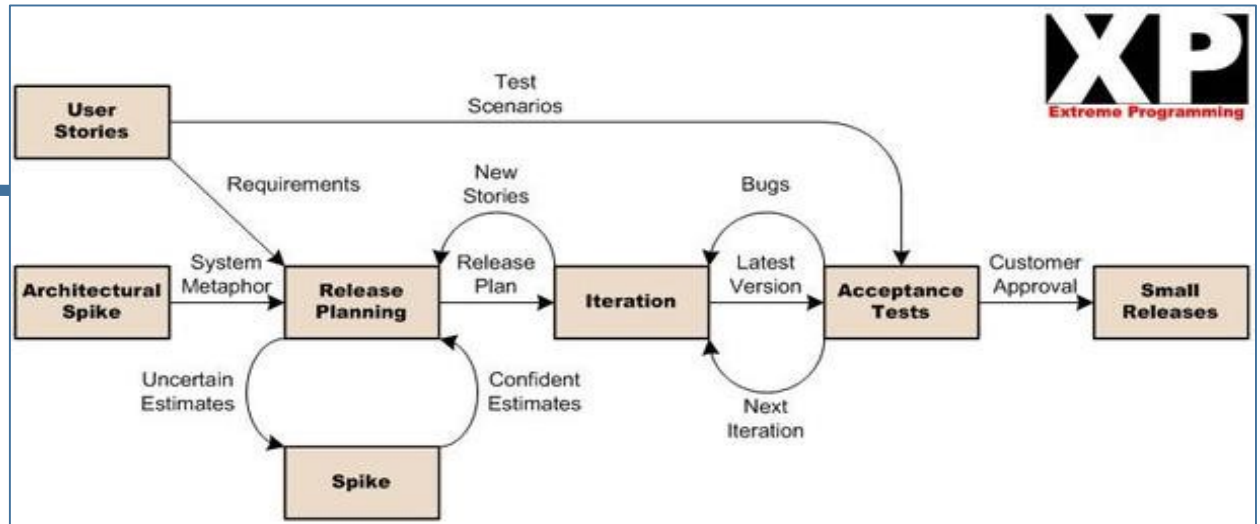 XP
Extreme Programming
User
Stories
Test
Scenarios
Requirements
New
Stories
Bugs
Architectural
Spike
System
Metaphor
Release
Planning
Release
Plan
Iteration
Latest
Version
Acceptance
Tests
Customer
Approval
Small
Releases
Uncertain
Estimates
Confident
Estimates
Next
Iteration
Spike